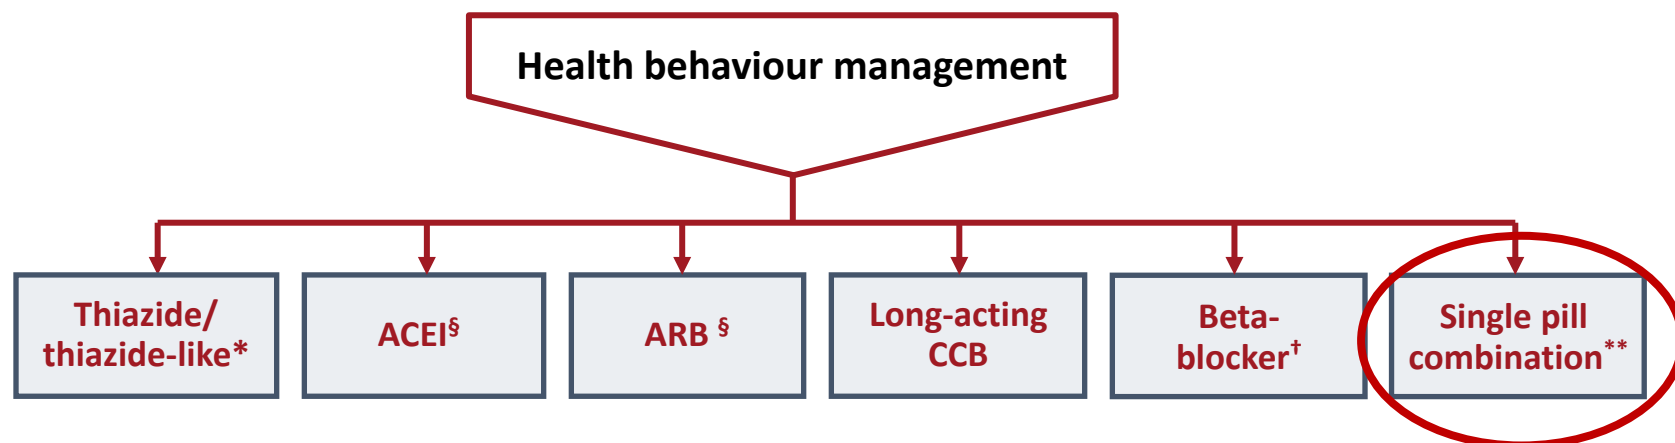 Health behaviour management
Thiazide/
thiazide-like*
ACEI§
ARB §
Long-acting
CCB
Beta-
blocker†
Single pill
combination**